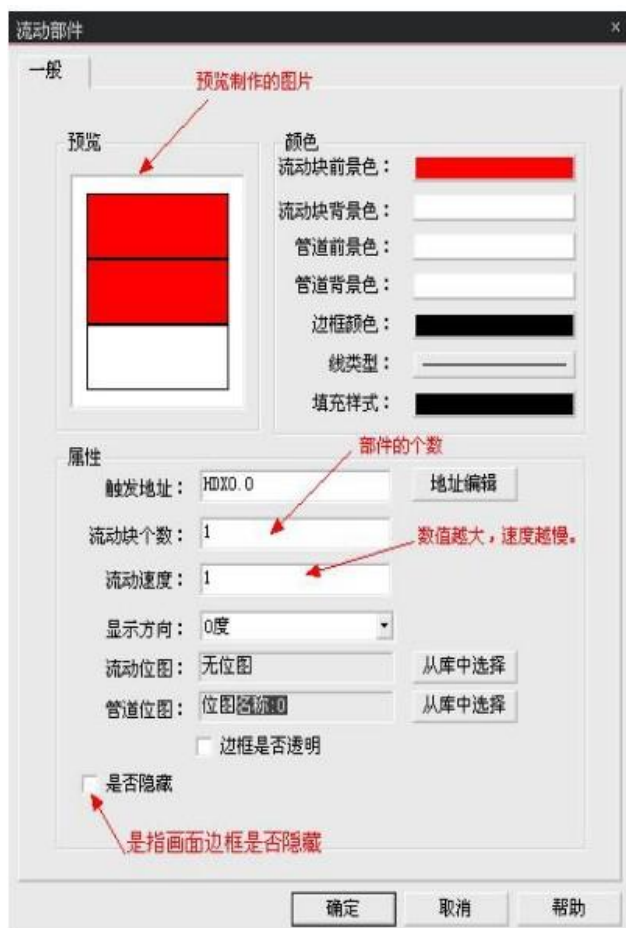 流动部件
x
一般
预览制作的图片
预览
颜色
流动块前景色：
流动块背景色：
管道前景色：
管道背景色：
边框颜色：
线类型：
填充样式：
部件的个数
属性
触发地址： HDX0.0 地址编辑
流动块个数： 1
数值越大，速度越慢。
流动速度： 1
显示方向： 0度
流动位图： 无位图 从库中选择
管道位图： 位图名称:0 从库中选择
边框是否透明
是否隐藏
是指画面边框是否隐藏
确定 取消 帮助